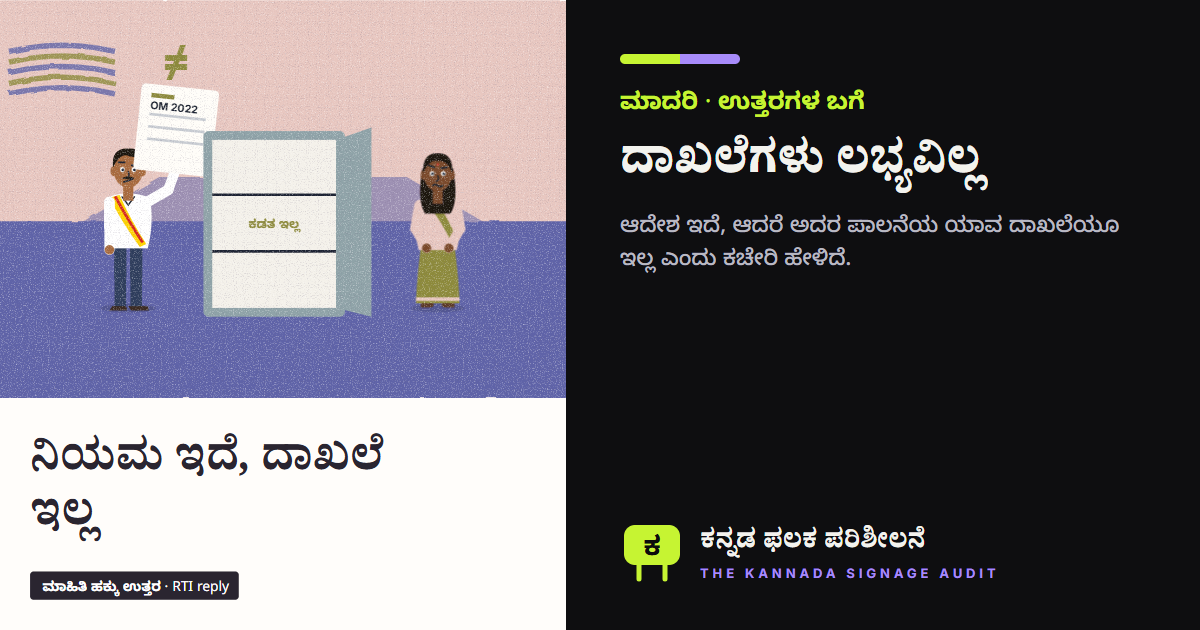 ≠
OM 2022
ಕಡತ ಇಲ್ಲ
ನಿಯಮ ಇದೆ, ದಾಖಲೆ
ಇಲ್ಲ
ಮಾಹಿತಿ ಹಕ್ಕು ಉತ್ತರ · RTI reply
ಮಾದರಿ · ಉತ್ತರಗಳ ಬಗೆ
ದಾಖಲೆಗಳು ಲಭ್ಯವಿಲ್ಲ
ಆದೇಶ ಇದೆ, ಆದರೆ ಅದರ ಪಾಲನೆಯ ಯಾವ ದಾಖಲೆಯೂ
ಇಲ್ಲ ಎಂದು ಕಚೇರಿ ಹೇಳಿದೆ.
ಕ
ಕನ್ನಡ ಫಲಕ ಪರಿಶೀಲನೆ
THE KANNADA SIGNAGE AUDIT